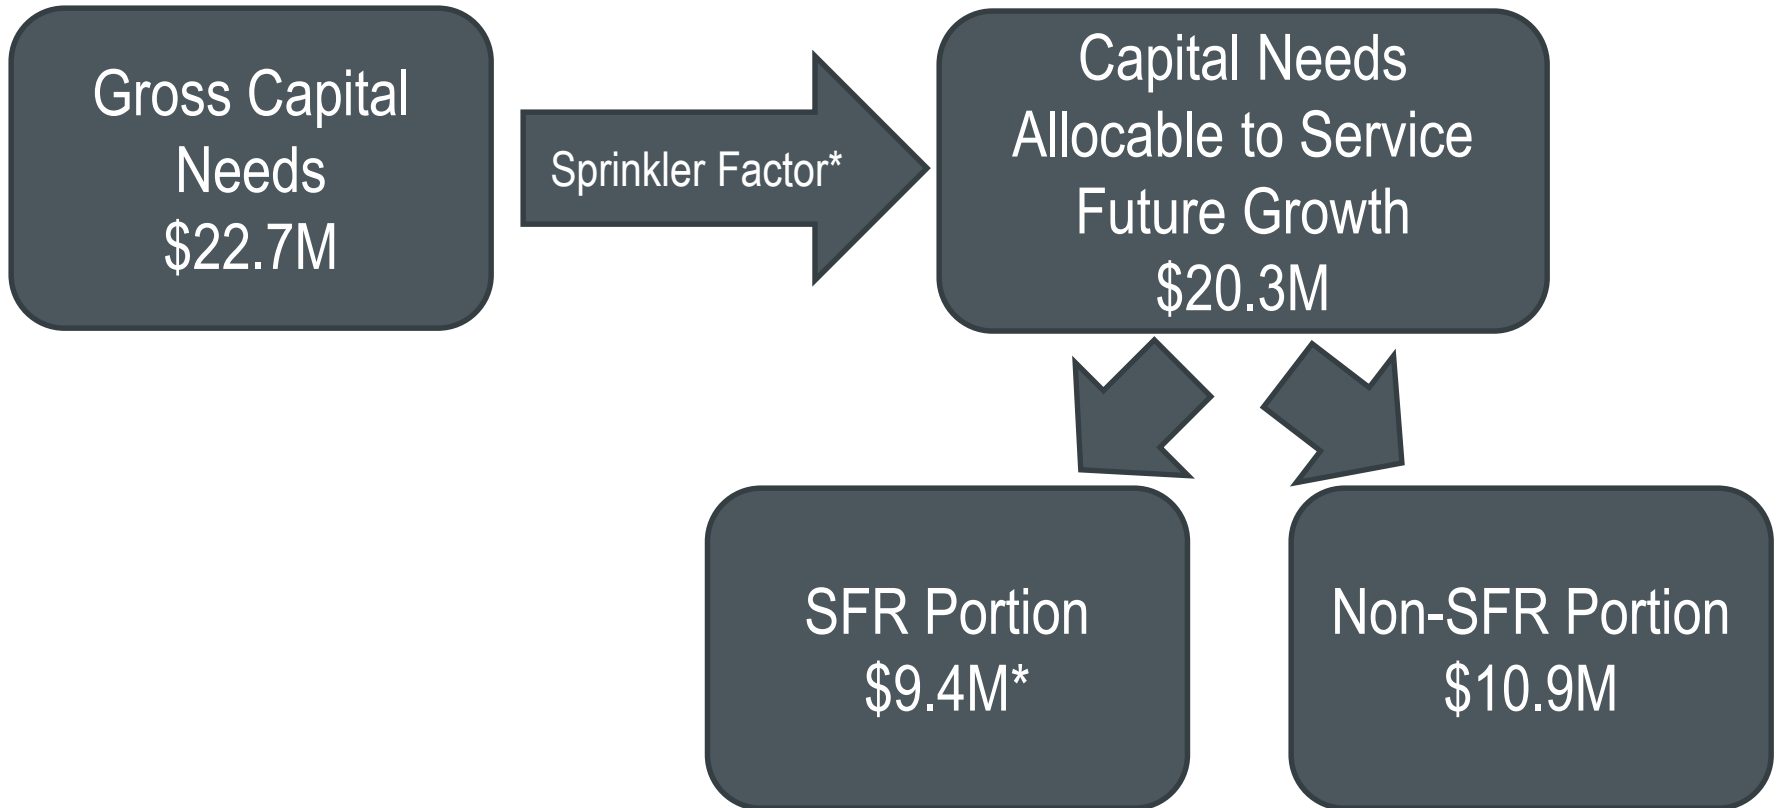 Gross Capital
Needs
$22.7M
Sprinkler Factor*
Capital Needs
Allocable to Service
Future Growth
$20.3M
SFR Portion
$9.4M*
Non-SFR Portion
$10.9M